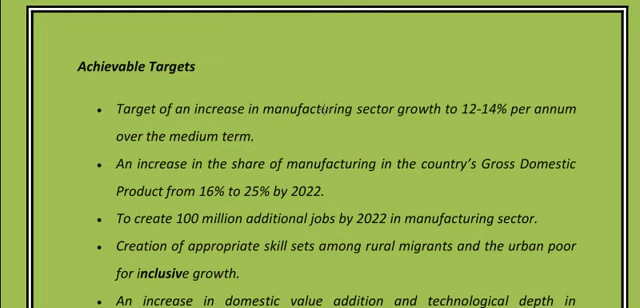 Achievable Targets
• Target of an increase in manufacturing sector growth to 12-14% per annum
over the medium term.
• An increase in the share of manufacturing in the country's Gross Domestic
Product from 16% to 25% by 2022.
• To create 100 million additional jobs by 2022 in manufacturing sector.
• Creation of appropriate skill sets among rural migrants and the urban poor
for inclusive growth.
• An increase in domestic value addition and technological depth in